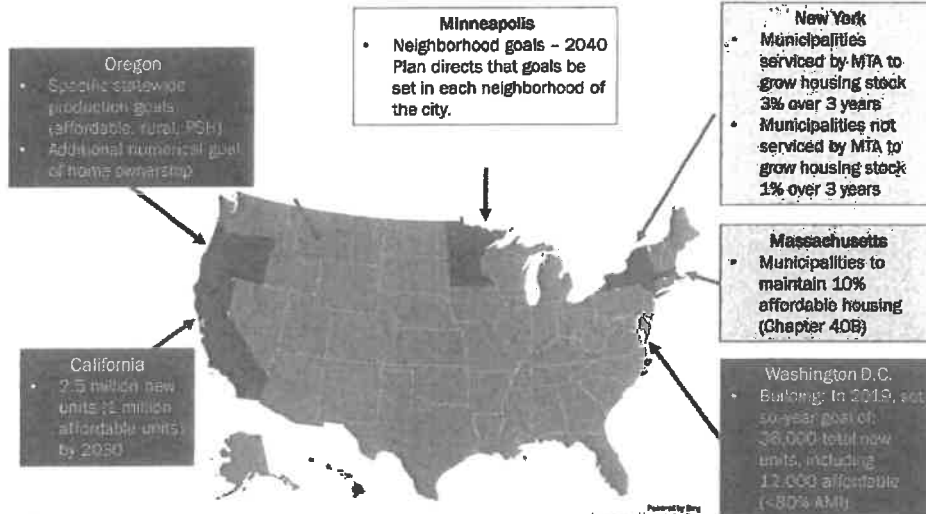 Minneapolis
• Neighborhood goals – 2040
Plan directs that goals be
set in each neighborhood of
the city.
New York
• Municipalities
serviced by MTA to
grow housing stock
3% over 3 years
• Municipalities not
serviced by MTA to
grow housing stock
1% over 3 years
Oregon
• Specific statewide
production goals
(affordable, rural, PSH)
• Additional numerical goal
of home ownership
Massachusetts
• Municipalities to
maintain 10%
affordable housing
(Chapter 40B)
California
• 2.5 million new
units (1 million
affordable units)
by 2030
Washington D.C.
• Building: In 2019, set
goal of
36,000 total new
units, including
12,000 affordable
(<80% AMI)
Powered by Bing